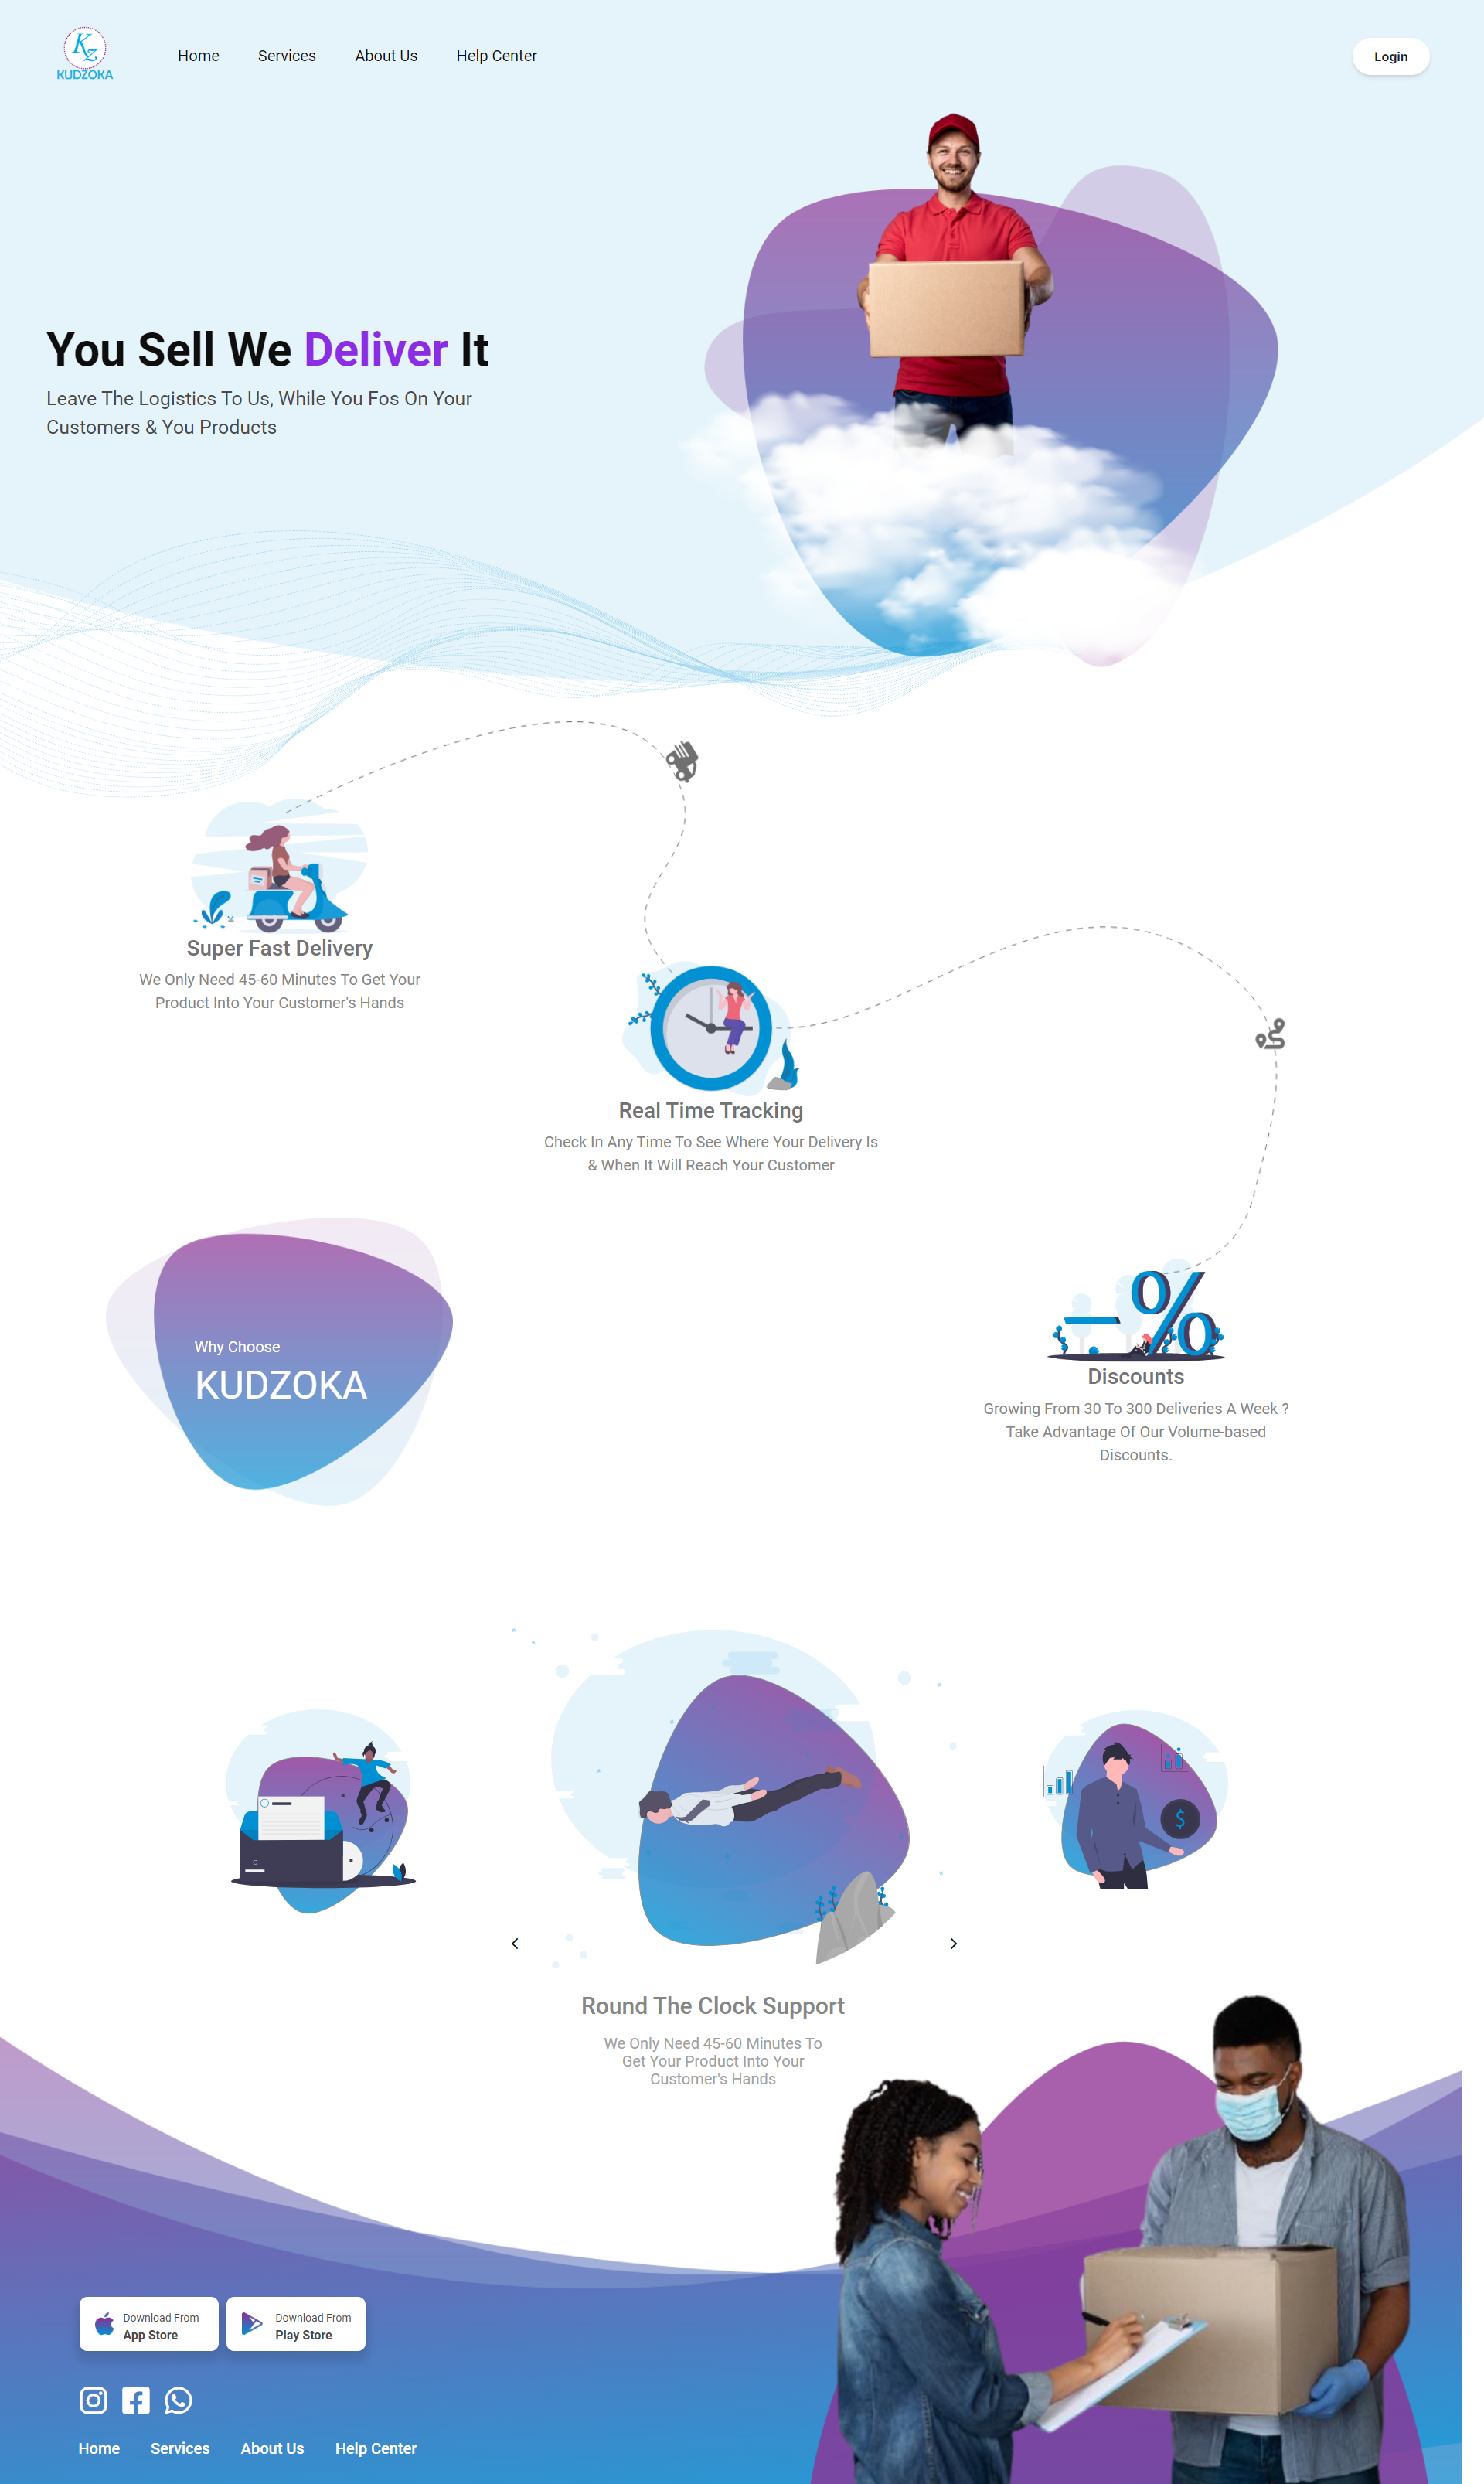 Kz
KUDZOKA
Home Services About Us Help Center
Login
You Sell We Deliver It
Leave The Logistics To Us, While You Fos On Your
Customers & You Products
Super Fast Delivery
We Only Need 45-60 Minutes To Get Your
Product Into Your Customer's Hands
Real Time Tracking
Check In Any Time To See Where Your Delivery Is
& When It Will Reach Your Customer
Why Choose
KUDZOKA
%
Discounts
Growing From 30 To 300 Deliveries A Week ?
Take Advantage Of Our Volume-based
Discounts.
$
Round The Clock Support
We Only Need 45-60 Minutes To
Get Your Product Into Your
Customer's Hands
Download From
App Store
Download From
Play Store
Home Services About Us Help Center